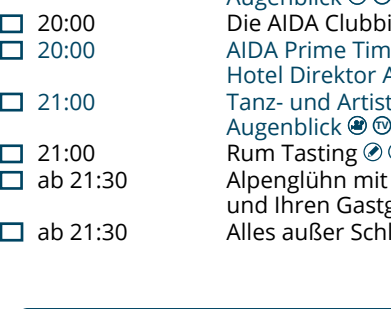 Augenblick
20:00 Die AIDA Clubbi
20:00 AIDA Prime Tim
Hotel Direktor A
21:00 Tanz- und Artist
Augenblick TV
21:00 Rum Tasting
ab 21:30 Alpenglühn mit
und Ihren Gastg
ab 21:30 Alles außer Schl